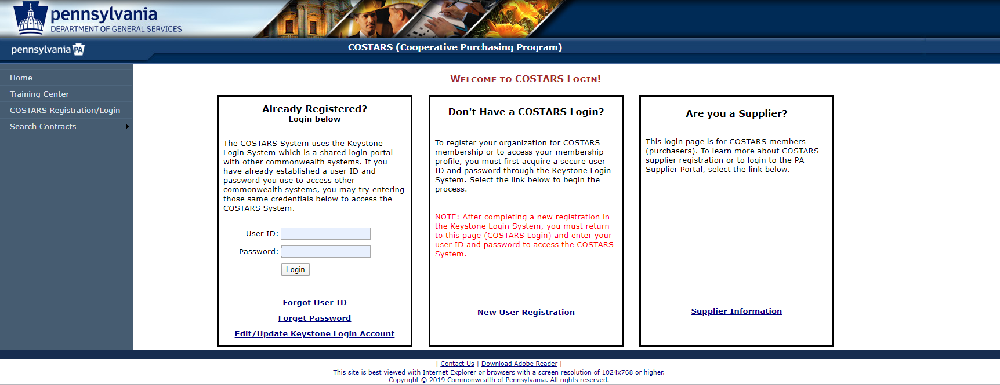 pennsylvania
DEPARTMENT OF GENERAL SERVICES
pennsylvania PA
COSTARS (Cooperative Purchasing Program)
Home
Training Center
COSTARS Registration/Login
Search Contracts
WELCOME TO COSTARS LOGIN!
Already Registered?
Login below
The COSTARS System uses the Keystone
Login System which is a shared login portal
with other commonwealth systems. If you
have already established a user ID and
password you use to access other
commonwealth systems, you may try entering
those same credentials below to access the
COSTARS System.
User ID:
Password:
Login
Forgot User ID
Forget Password
Edit/Update Keystone Login Account
Don't Have a COSTARS Login?
To register your organization for COSTARS
membership or to access your membership
profile, you must first acquire a secure user
ID and password through the Keystone Login
System. Select the link below to begin the
process.
NOTE: After completing a new registration in
the Keystone Login System, you must return
to this page (COSTARS Login) and enter your
user ID and password to access the COSTARS
System.
New User Registration
Are you a Supplier?
This login page is for COSTARS members
(purchasers). To learn more about COSTARS
supplier registration or to login to the PA
Supplier Portal, select the link below.
Supplier Information
| Contact Us | Download Adobe Reader |
This site is best viewed with Internet Explorer or browsers with a screen resolution of 1024x768 or higher.
Copyright © 2019 Commonwealth of Pennsylvania. All rights reserved.